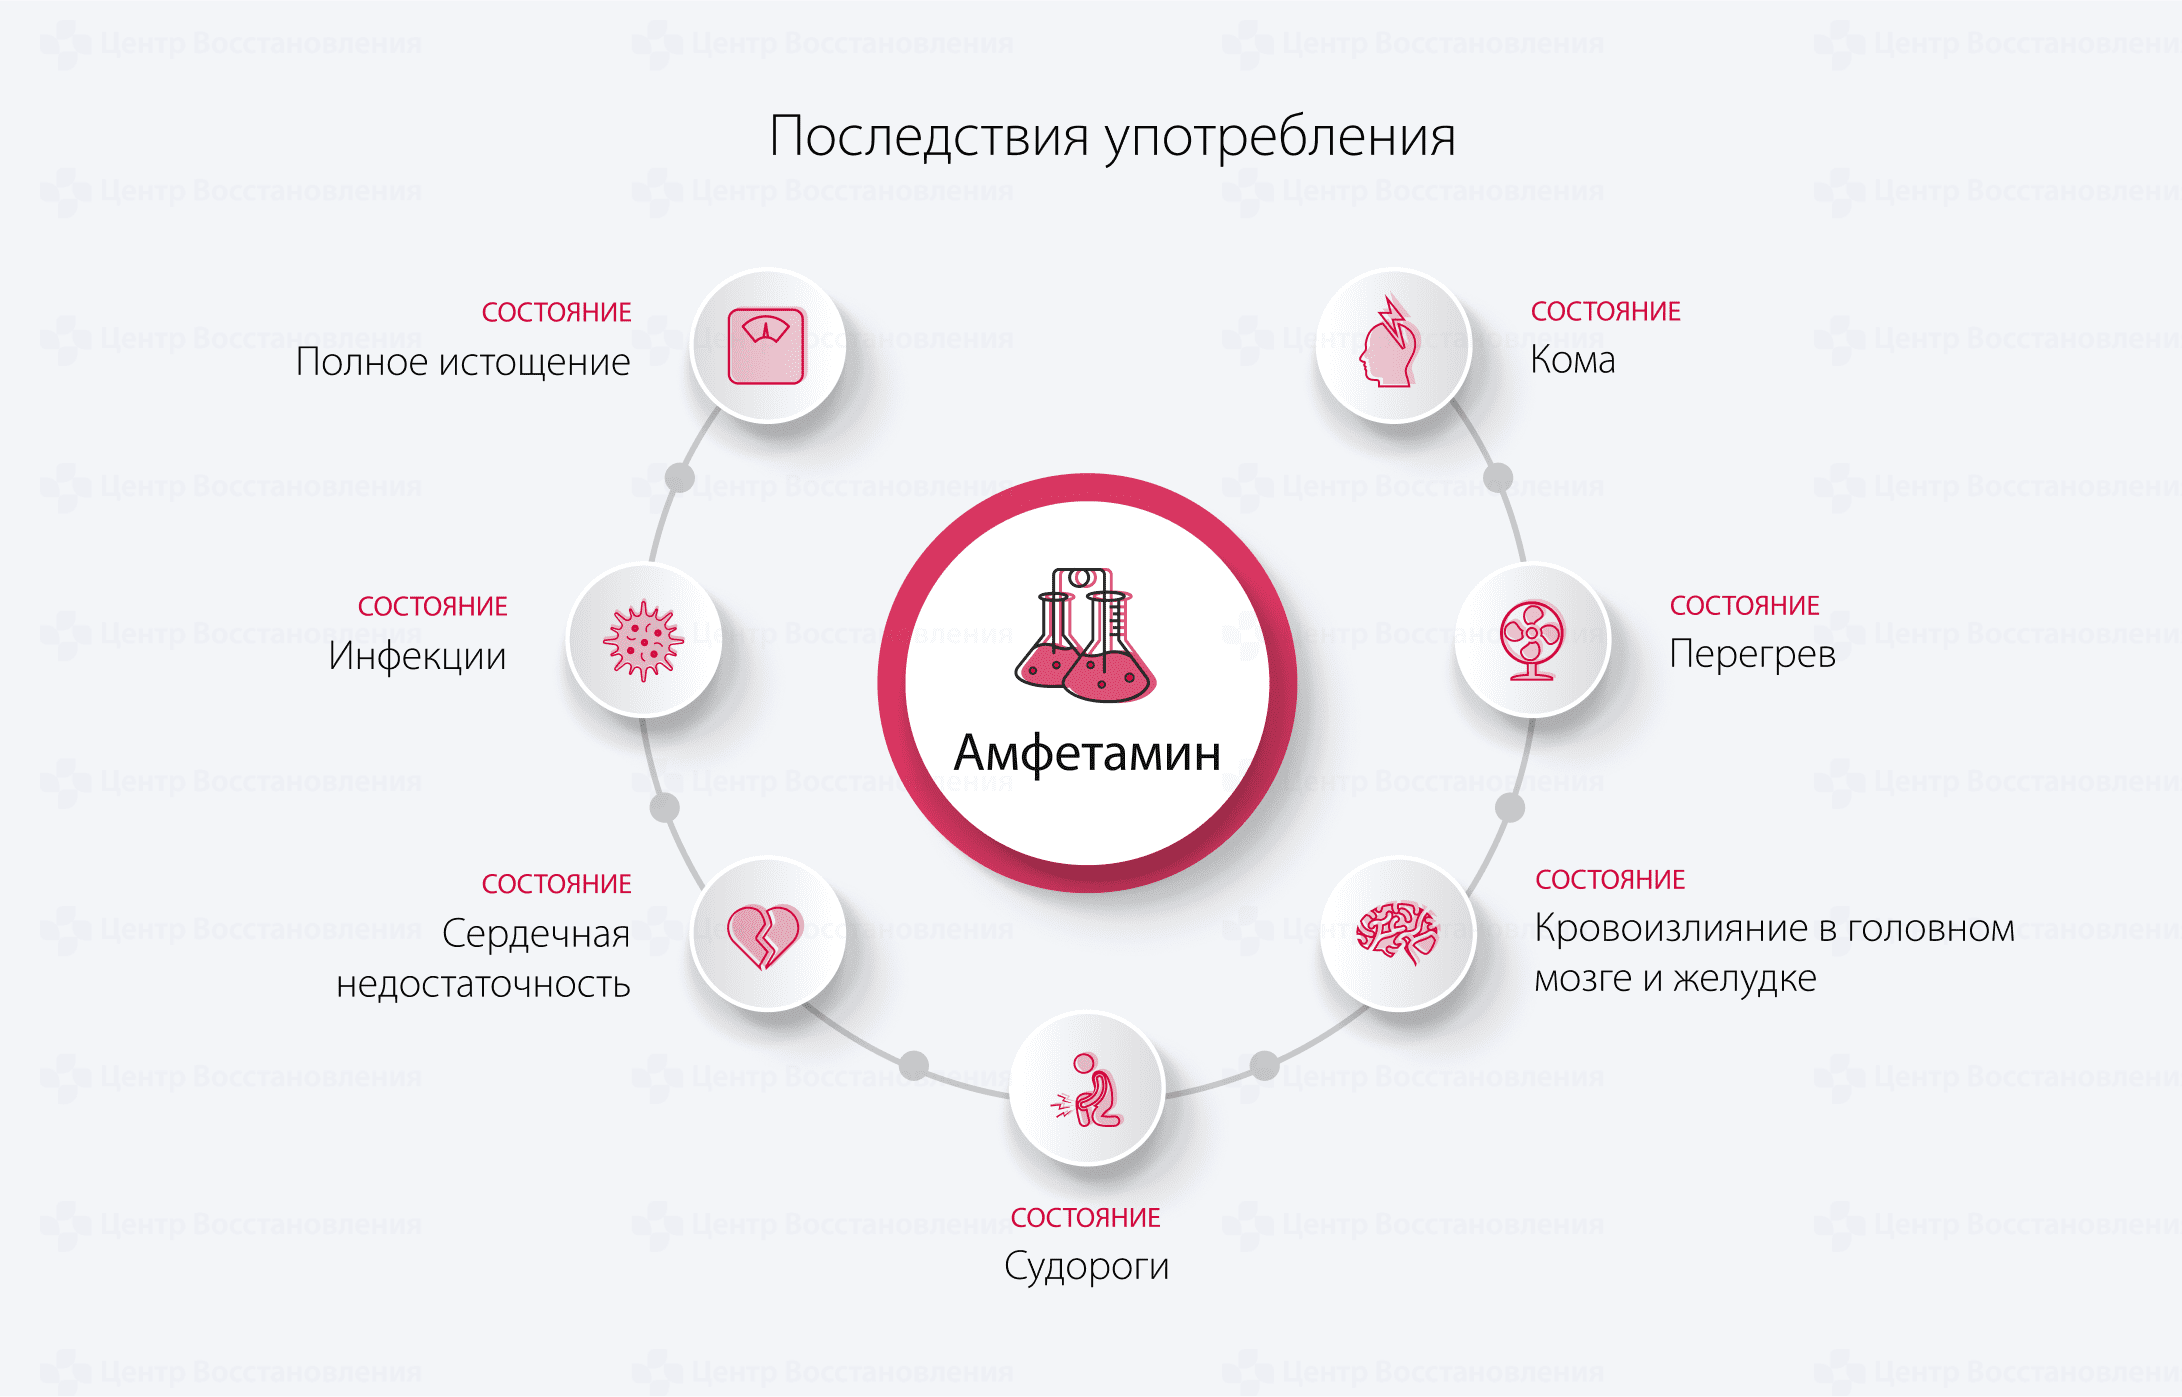 Последствия употребления
СОСТОЯНИЕ
Полное истощение
СОСТОЯНИЕ
Инфекции
СОСТОЯНИЕ
Сердечная
недостаточность
СОСТОЯНИЕ
Судороги
СОСТОЯНИЕ
Кровоизлияние в головном
мозге и желудке
СОСТОЯНИЕ
Перегрев
СОСТОЯНИЕ
Кома
Амфетамин
Центр Восстановления